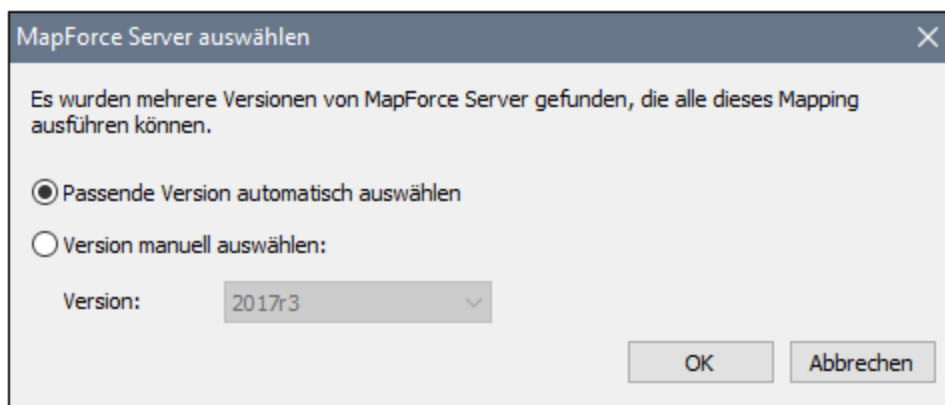 MapForce Server auswählen
Es wurden mehrere Versionen von MapForce Server gefunden, die alle dieses Mapping
ausführen können.
Passende Version automatisch auswählen
Version manuell auswählen:
Version: 2017r3
OK Abbrechen